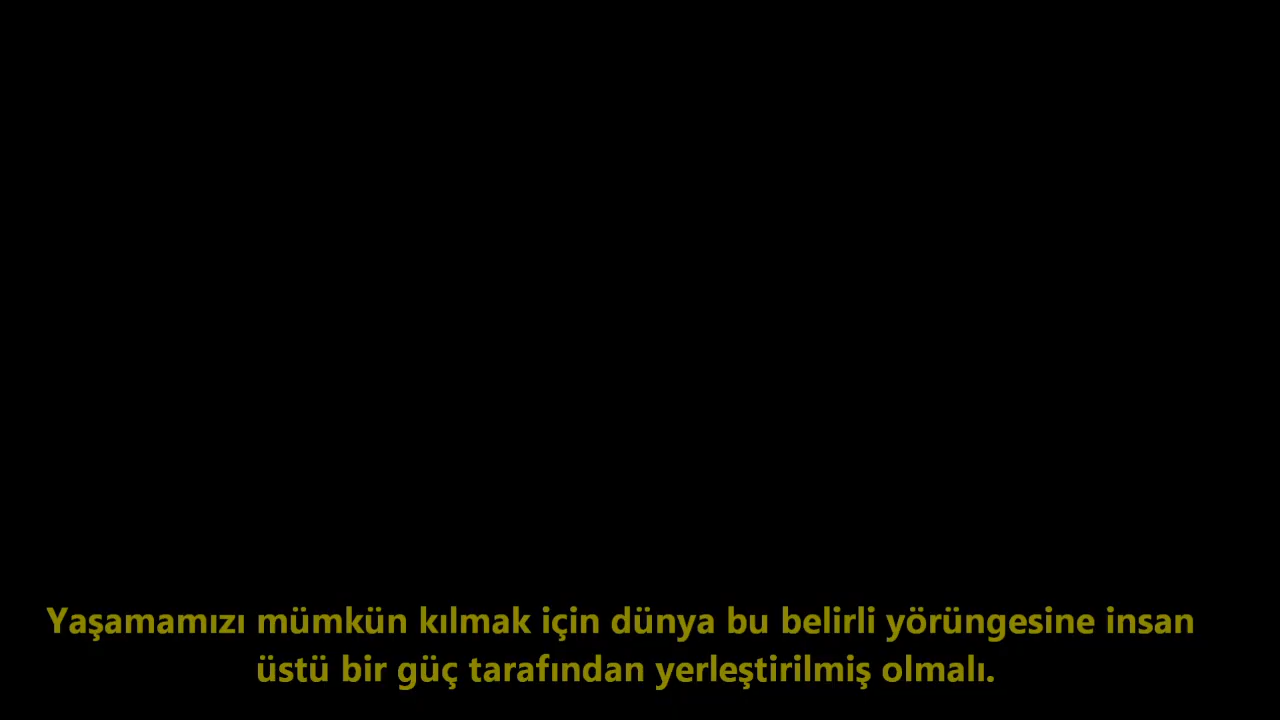 Yaşamamızı mümkün kılmak için dünya bu belirli yörüngesine insan
üstü bir güç tarafından yerleştirilmiş olmalı.